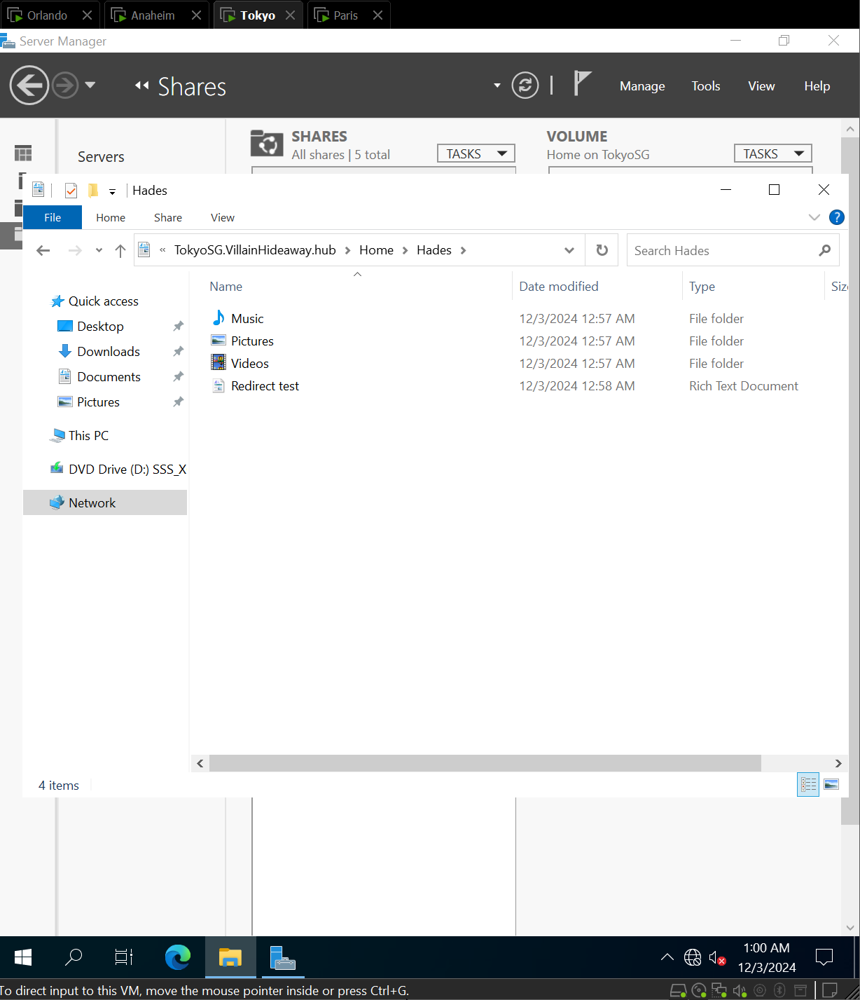 Orlando
Anaheim
Tokyo
Paris
Server Manager
Shares
Manage
Tools
View
Help
Servers
SHARES
All shares | 5 total
TASKS
VOLUME
Home on TokyoSG
TASKS
Hades
File
Home
Share
View
?
« TokyoSG.VillainHideaway.hub > Home > Hades >
Search Hades
Name
Date modified
Type
Siz
Quick access
Desktop
Downloads
Documents
Pictures
This PC
DVD Drive (D:) SSS_X
Network
Music 12/3/2024 12:57 AM File folder
Pictures 12/3/2024 12:57 AM File folder
Videos 12/3/2024 12:57 AM File folder
Redirect test 12/3/2024 12:58 AM Rich Text Document
4 items
1:00 AM
12/3/2024
To direct input to this VM, move the mouse pointer inside or press Ctrl+G.